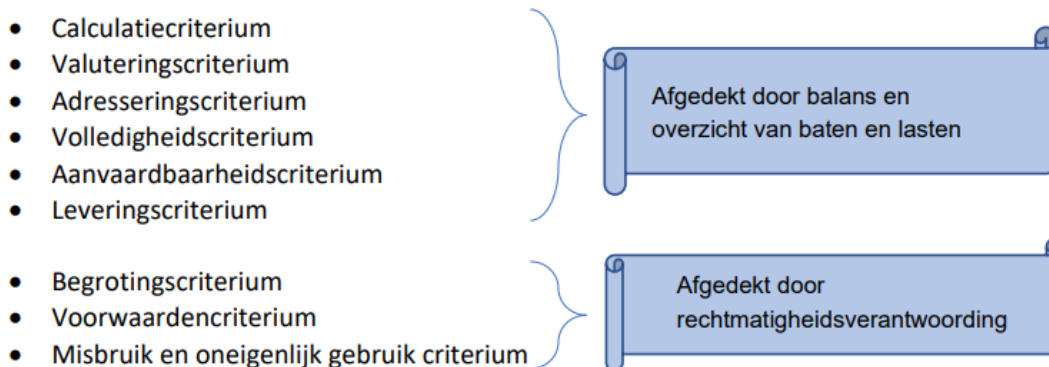 • Calculatiecriterium
• Valuteringscriterium
• Adresseringscriterium
• Volledigheidscriterium
• Aanvaardbaarheidscriterium
• Leveringscriterium
Afgedekt door balans en
overzicht van baten en lasten
• Begrotingscriterium
• Voorwaardencriterium
• Misbruik en oneigenlijk gebruik criterium
Afgedekt door
rechtmatigheidsverantwoording